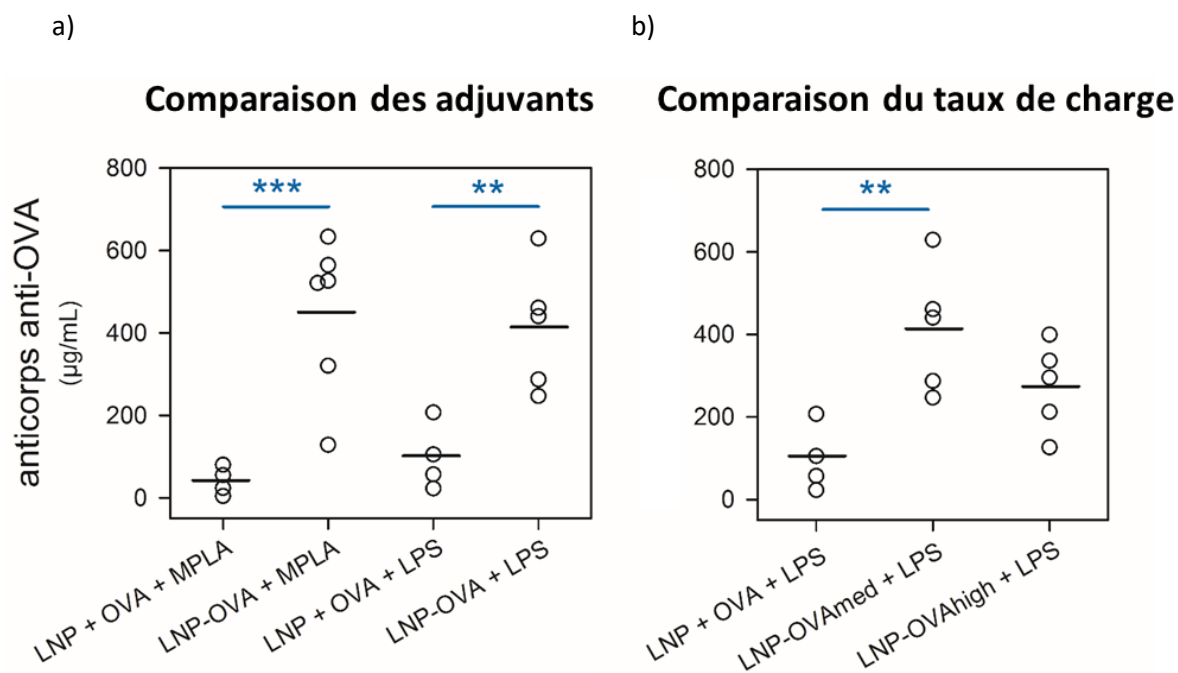 a)
b)
Comparaison des adjuvants
Comparaison du taux de charge
anticorps anti-OVA
(µg/mL)
800
600
400
200
0
***
**
LNP + OVA + MPLA
LNP-OVA + MPLA
LNP + OVA + LPS
LNP-OVA + LPS
800
600
400
200
0
**
LNP + OVA + LPS
LNP-OVAmed + LPS
LNP-OVAhigh + LPS